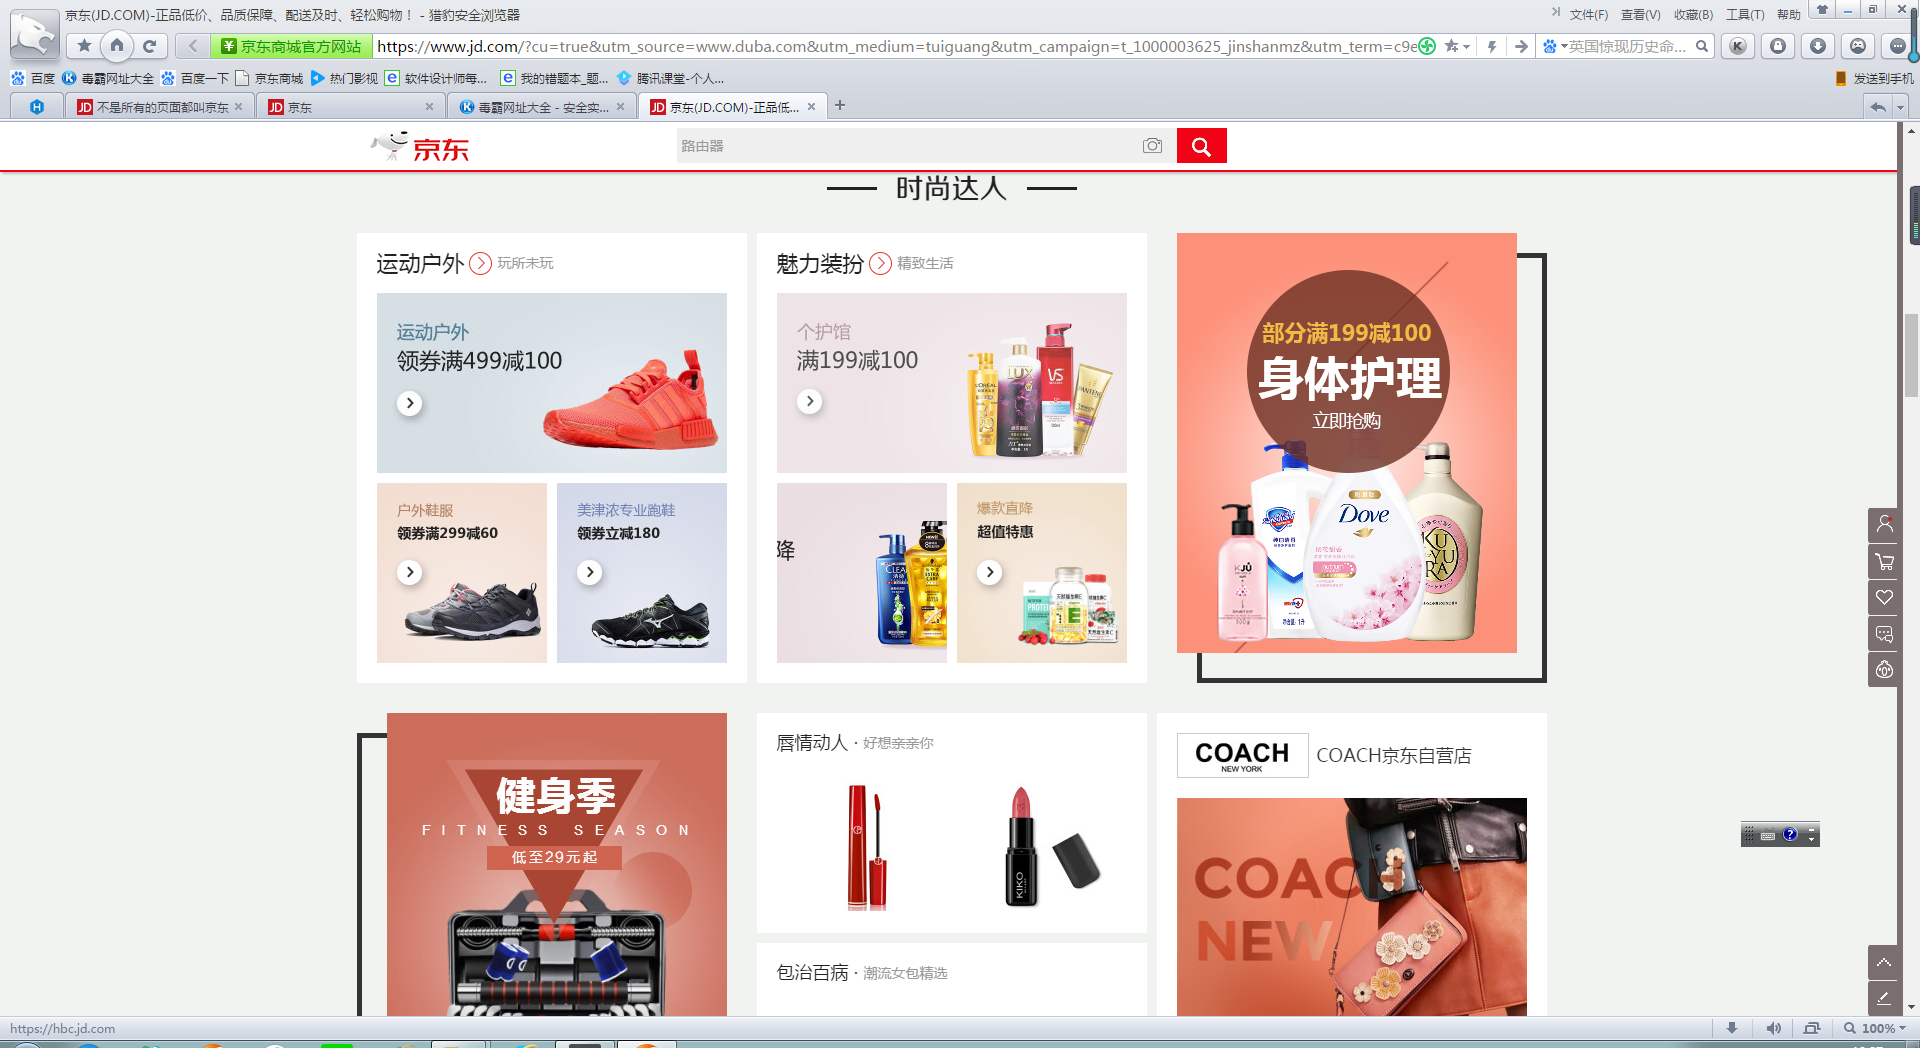 京东(JD.COM)-正品低价、品质保障、配送及时、轻松购物！ - 猎豹安全浏览器
文件(F) 查看(V) 收藏(B) 工具(T) 帮助
京东商城官方网站 https://www.jd.com/?cu=true&utm_source=www.duba.com&utm_medium=tuiguang&utm_campaign=t_1000003625_jinshanmz&utm_term=c9e 英国惊现历史命...
百度 毒霸网址大全 百度一下 京东商城 热门影视 软件设计师每... 我的错题本_题... 腾讯课堂-个人... 发送到手机
不是所有的页面都叫京东 京东 毒霸网址大全 - 安全实... 京东(JD.COM)-正品低...
京东 路由器
时尚达人
运动户外 玩所未玩
运动户外
领券满499减100
户外鞋服
领券满299减60
美津浓专业跑鞋
领券立减180
魅力装扮 精致生活
个护馆
满199减100
L'OREAL
LUX
VS
PANTENE
降
CLEAR
EXTRA CARE
爆款直降
超值特惠
PROTEIN
E
部分满199减100
身体护理
立即抢购
Dove
KJU
KUYURA
健身季
FITNESS SEASON
低至29元起
唇情动人 · 好想亲亲你
KIKO
包治百病 · 潮流女包精选
COACH
NEW YORK
COACH京东自营店
COACH
NEW
https://hbc.jd.com 100%